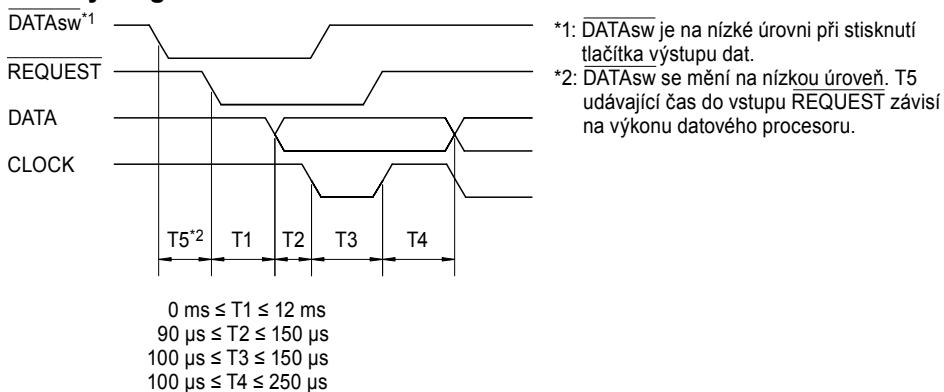 DATAsw*1
REQUEST
DATA
CLOCK
T5*2 T1 T2 T3 T4
0 ms ≤ T1 ≤ 12 ms
90 μs ≤ T2 ≤ 150 μs
100 μs ≤ T3 ≤ 150 μs
100 μs ≤ T4 ≤ 250 μs
*1: DATAsw je na nízké úrovni při stisknutí
tlačítka výstupu dat.
*2: DATAsw se mění na nízkou úroveň. T5
udávající čas do vstupu REQUEST závisí
na výkonu datového procesoru.